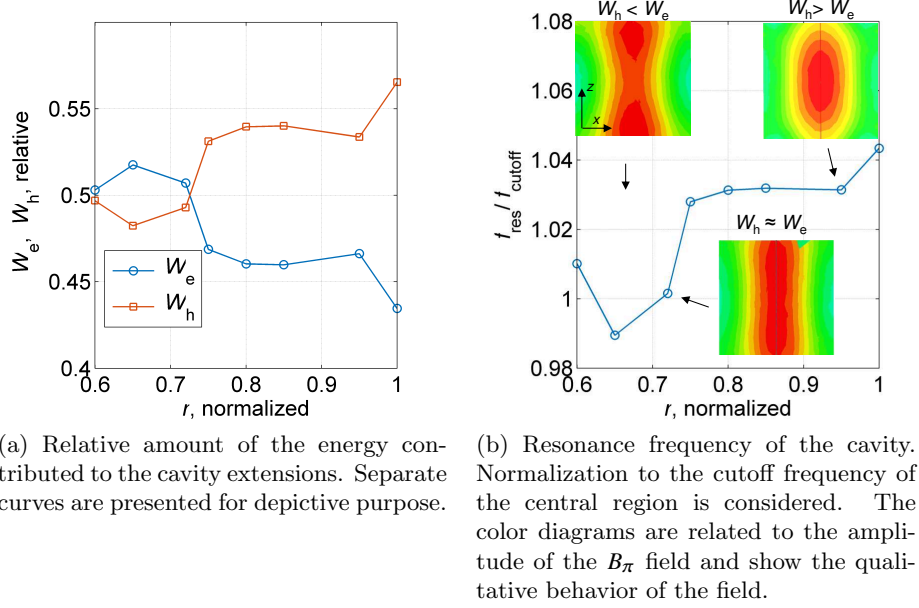 W_h < W_e
W_h > W_e
W_e, W_h, relative
0.55
0.5
0.45
0.4
W_e
W_h
0.6 0.7 0.8 0.9 1
r, normalized
f_res / f_cutoff
1.08
1.06
1.04
1.02
1
0.98
z
x
W_h ≈ W_e
0.6 0.7 0.8 0.9 1
r, normalized
(a) Relative amount of the energy con-
tributed to the cavity extensions. Separate
curves are presented for depictive purpose.
(b) Resonance frequency of the cavity.
Normalization to the cutoff frequency of
the central region is considered. The
color diagrams are related to the ampli-
tude of the B_π field and show the quali-
tative behavior of the field.